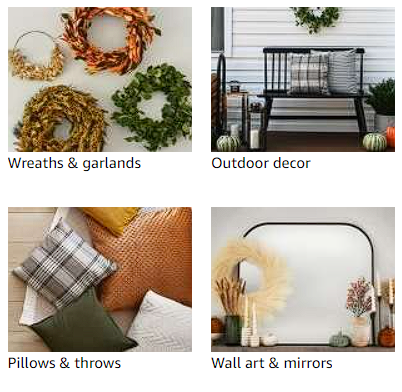 Wreaths & garlands
Outdoor decor
Pillows & throws
Wall art & mirrors